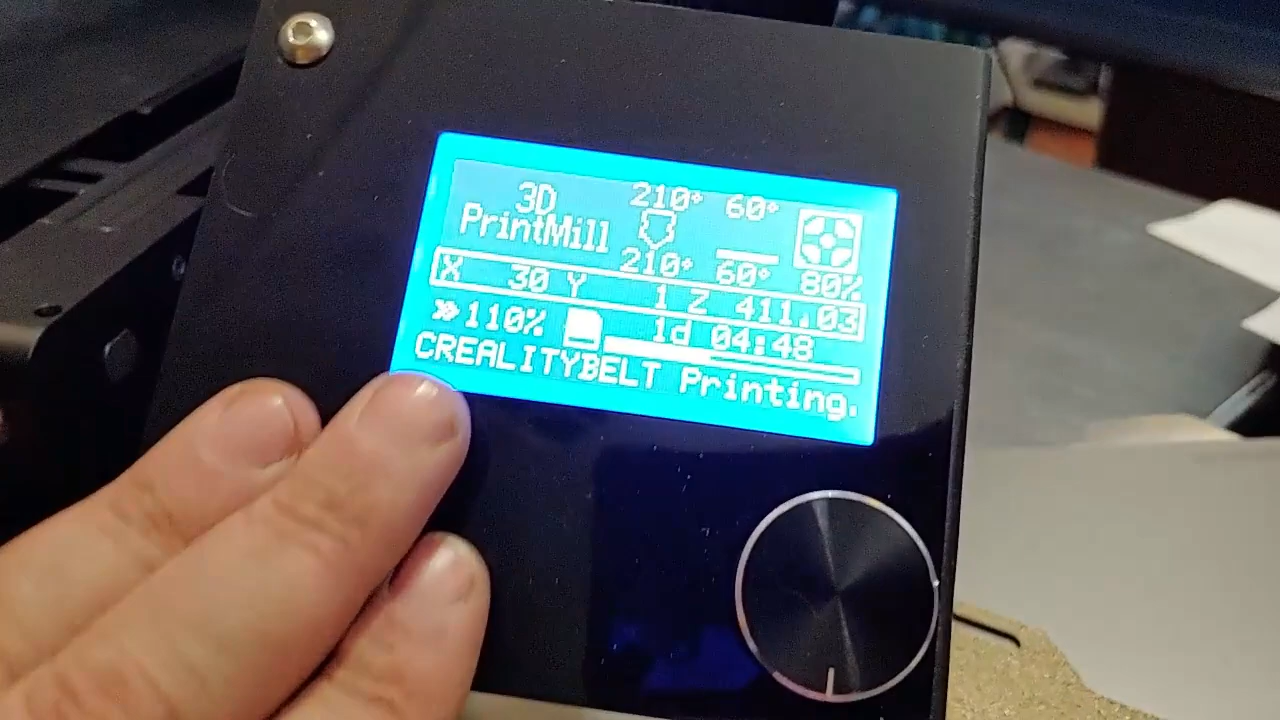 3D 210° 60°
PrintMill
210° 60° 80%
X 30 Y 1 Z 411.03
»110% 1d 04:48
CREALITYBELT Printing.